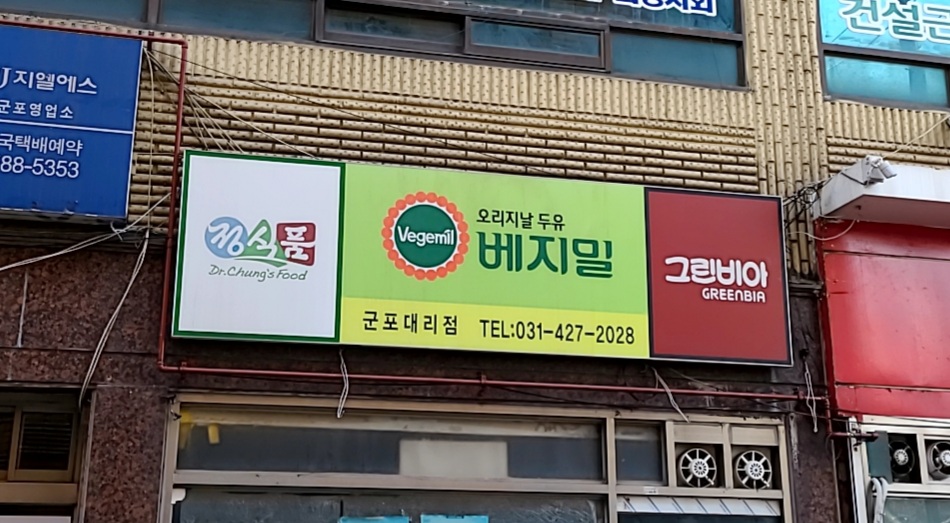 지엘에스
군포영업소
국택배예약
88-5353
정식품
Dr.Chung's Food
Vegemil
오리지날 두유
베지밀
군포대리점 TEL:031-427-2028
그린비아
GREENBIA
건설근